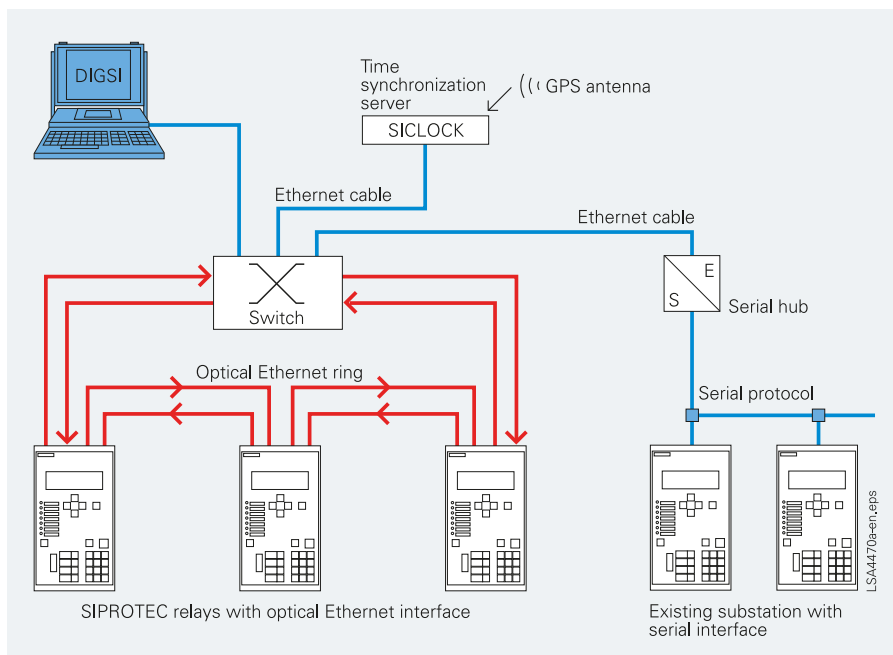 DIGSI
Time
synchronization
server
GPS antenna
SICLOCK
Ethernet cable
Ethernet cable
E
S
Serial hub
Switch
Optical Ethernet ring
Serial protocol
SIPROTEC relays with optical Ethernet interface
Existing substation with
serial interface
LSA4470a-en.eps